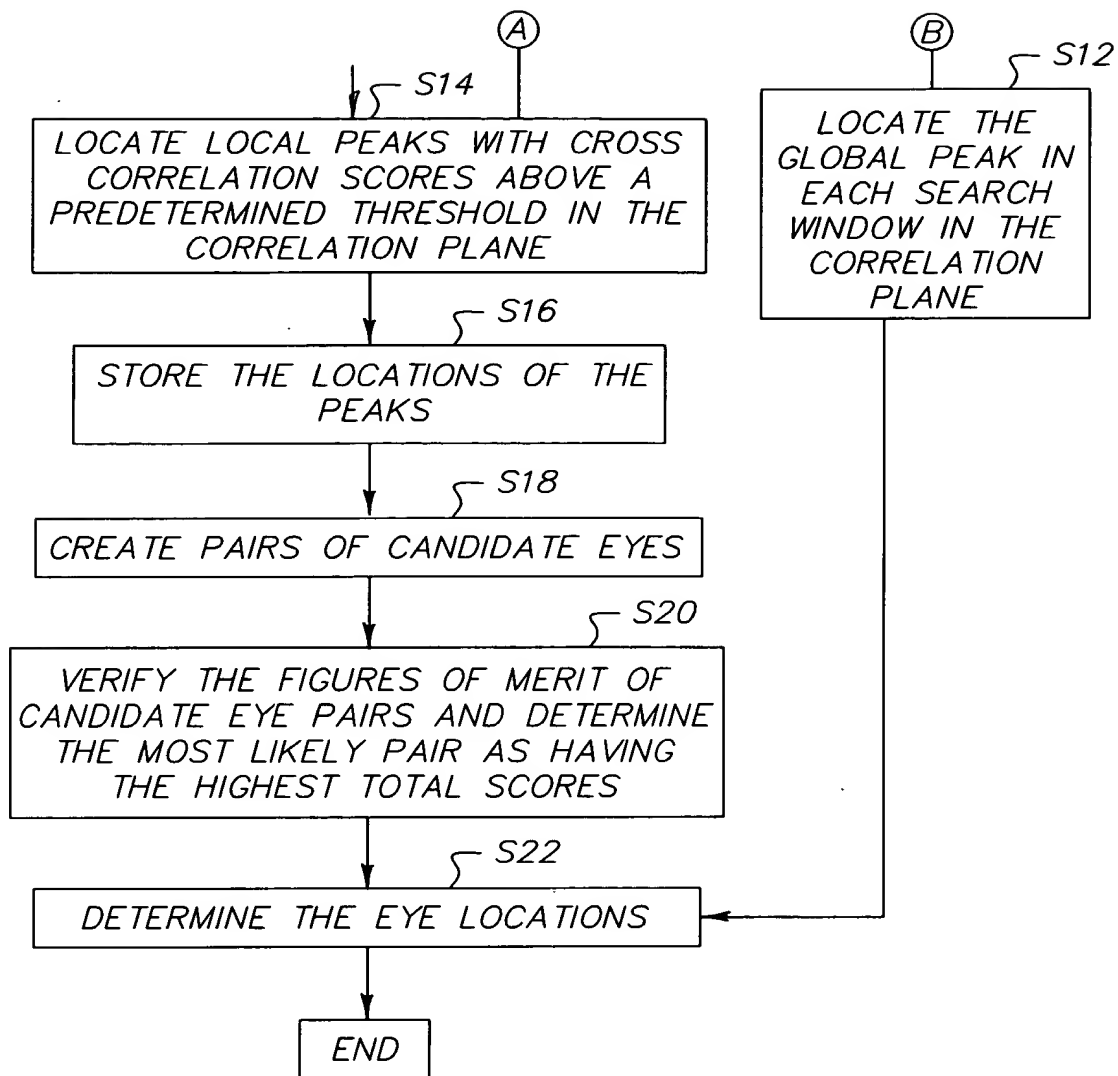 A
S14
LOCATE LOCAL PEAKS WITH CROSS
CORRELATION SCORES ABOVE A
PREDETERMINED THRESHOLD IN THE
CORRELATION PLANE
S16
STORE THE LOCATIONS OF THE
PEAKS
S18
CREATE PAIRS OF CANDIDATE EYES
S20
VERIFY THE FIGURES OF MERIT OF
CANDIDATE EYE PAIRS AND DETERMINE
THE MOST LIKELY PAIR AS HAVING
THE HIGHEST TOTAL SCORES
S22
DETERMINE THE EYE LOCATIONS
END
B
S12
LOCATE THE
GLOBAL PEAK IN
EACH SEARCH
WINDOW IN THE
CORRELATION
PLANE